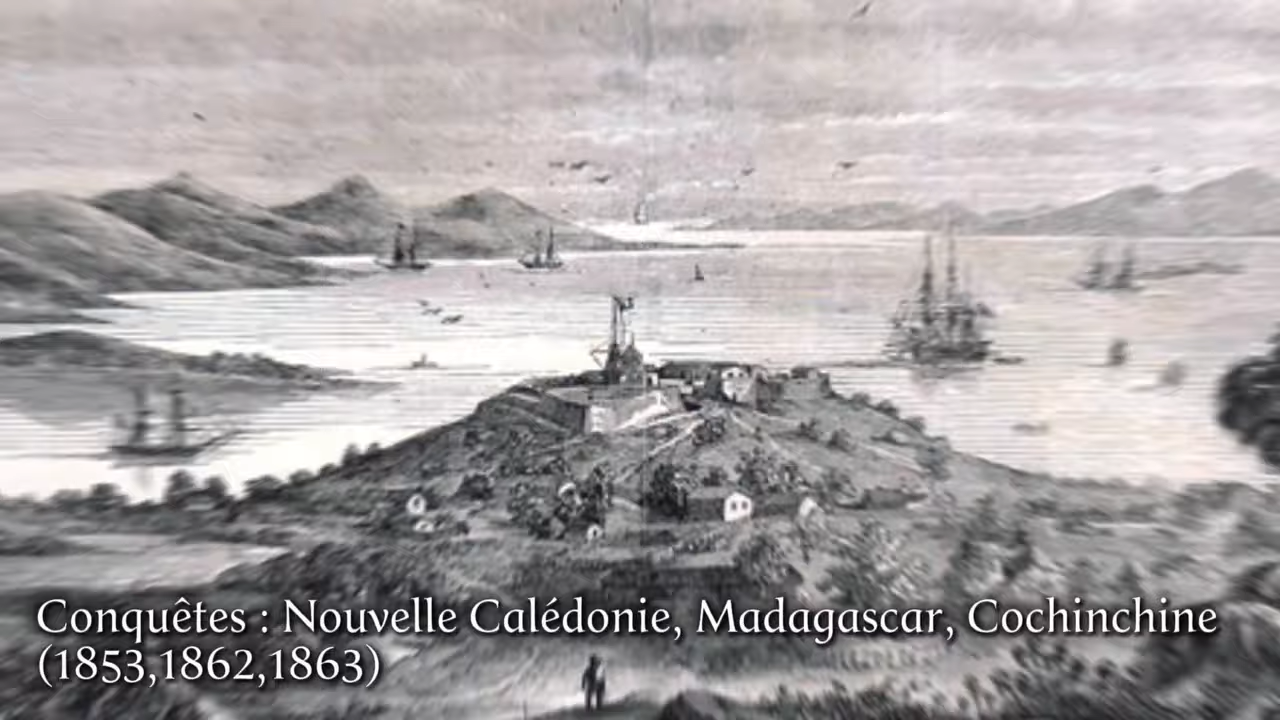 Conquêtes : Nouvelle Calédonie, Madagascar, Cochinchine
(1853,1862,1863)